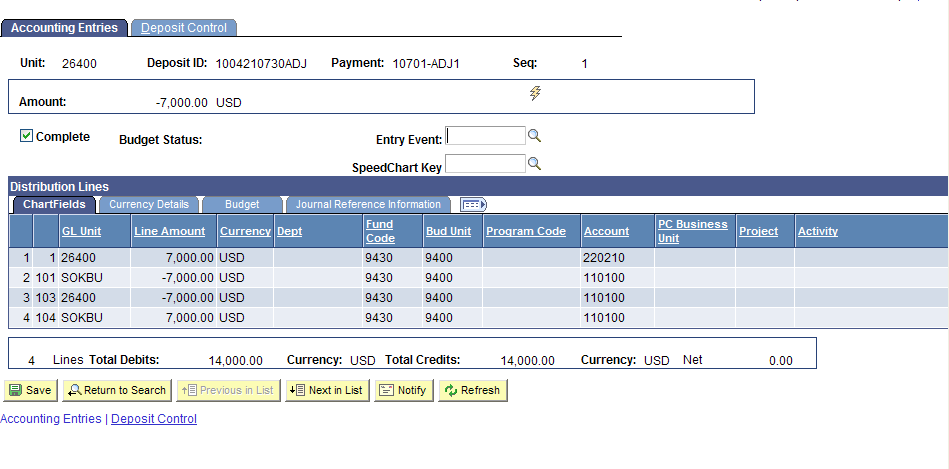 Accounting Entries Deposit Control
Unit: 26400 Deposit ID: 1004210730ADJ Payment: 10701-ADJ1 Seq: 1
Amount: -7,000.00 USD
Complete Budget Status: Entry Event:
SpeedChart Key
Distribution Lines
ChartFields Currency Details Budget Journal Reference Information
GL Unit Line Amount Currency Dept Fund Code Bud Unit Program Code Account PC Business Unit Project Activity
1 1 26400 7,000.00 USD 9430 9400 220210
2 101 SOKBU -7,000.00 USD 9430 9400 110100
3 103 26400 -7,000.00 USD 9430 9400 110100
4 104 SOKBU 7,000.00 USD 9430 9400 110100
4 Lines Total Debits: 14,000.00 Currency: USD Total Credits: 14,000.00 Currency: USD Net 0.00
Save Return to Search Previous in List Next in List Notify Refresh
Accounting Entries | Deposit Control